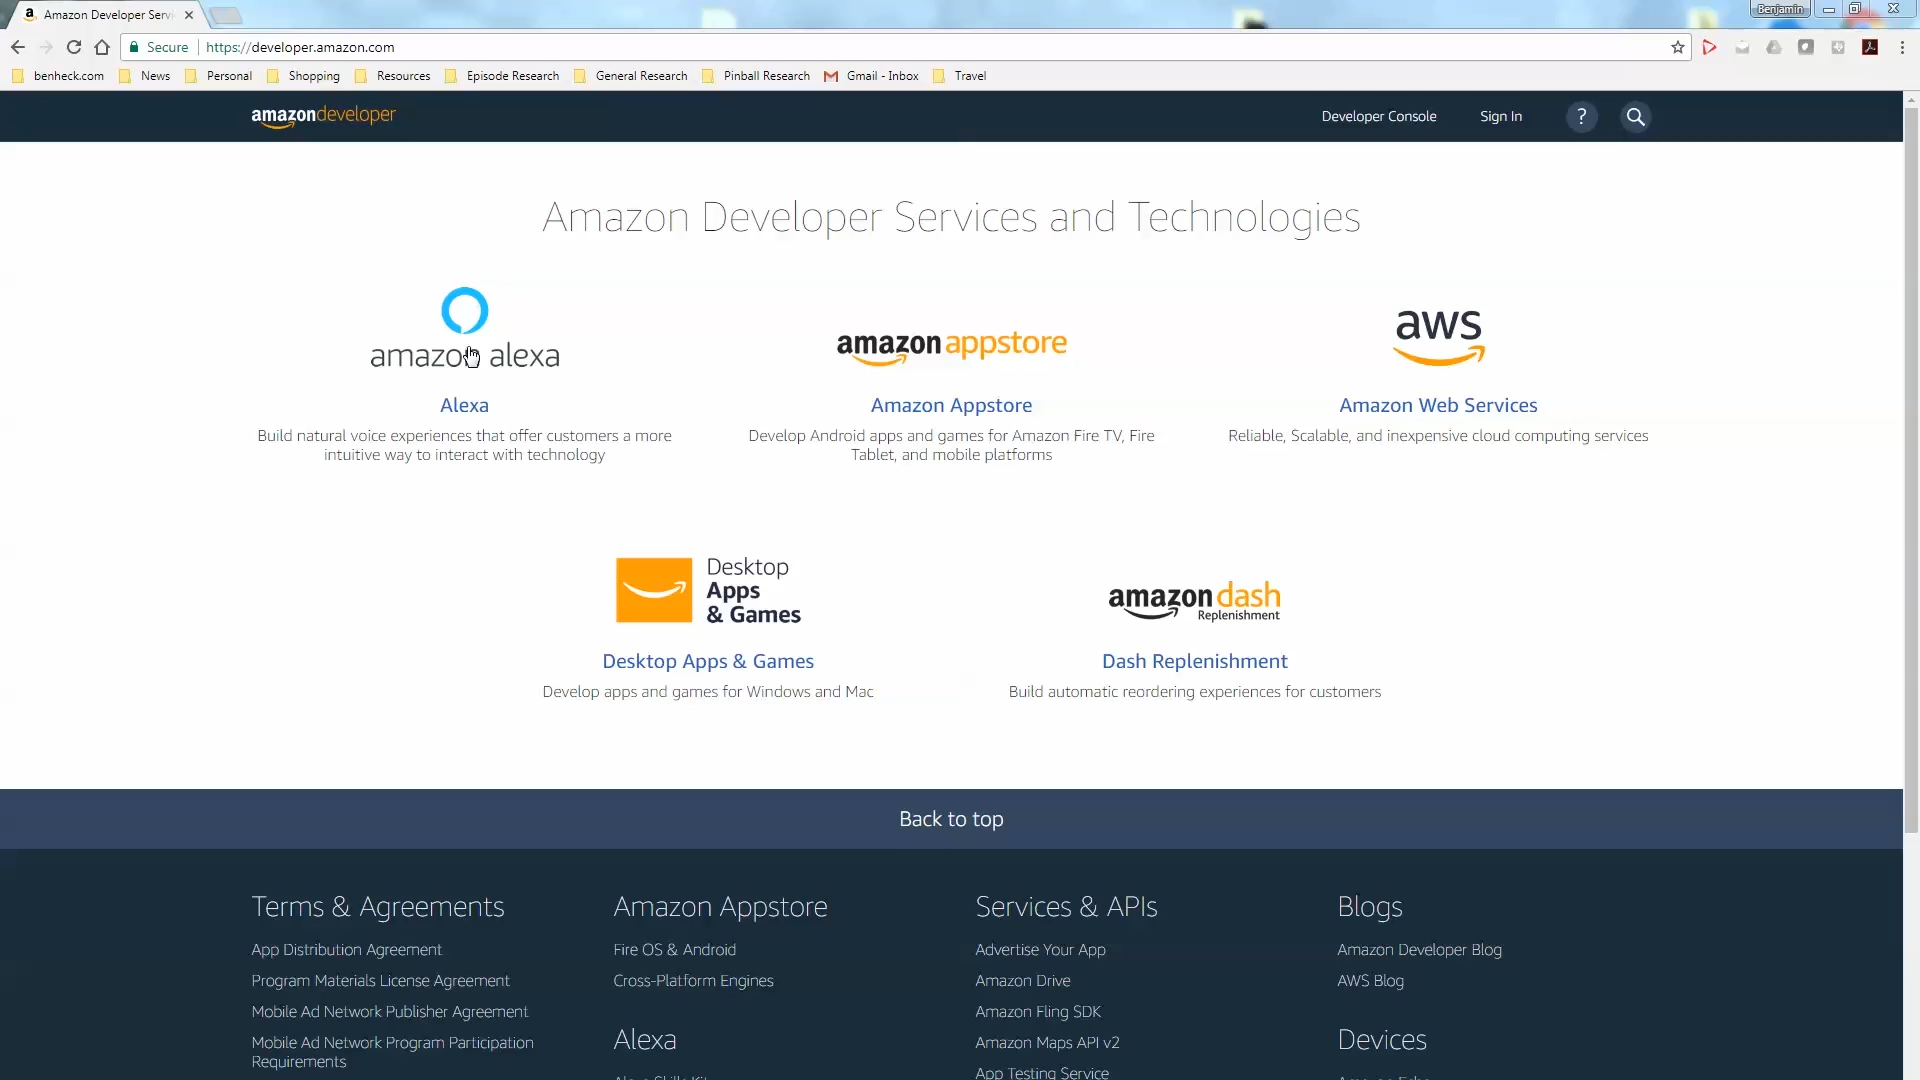 Amazon Developer Servi
Benjamin
Secure
https://developer.amazon.com
benheck.com
News
Personal
Shopping
Resources
Episode Research
General Research
Pinball Research
Gmail - Inbox
Travel
amazondeveloper
Developer Console
Sign In
?
Amazon Developer Services and Technologies
amazon alexa
Alexa
Build natural voice experiences that offer customers a more
intuitive way to interact with technology
amazon appstore
Amazon Appstore
Develop Android apps and games for Amazon Fire TV, Fire
Tablet, and mobile platforms
aws
Amazon Web Services
Reliable, Scalable, and inexpensive cloud computing services
Desktop
Apps
& Games
Desktop Apps & Games
Develop apps and games for Windows and Mac
amazon dash
Replenishment
Dash Replenishment
Build automatic reordering experiences for customers
Back to top
Terms & Agreements
App Distribution Agreement
Program Materials License Agreement
Mobile Ad Network Publisher Agreement
Mobile Ad Network Program Participation
Requirements
Amazon Appstore
Fire OS & Android
Cross-Platform Engines
Alexa
Services & APIs
Advertise Your App
Amazon Drive
Amazon Fling SDK
Amazon Maps API v2
App Testing Service
Blogs
Amazon Developer Blog
AWS Blog
Devices